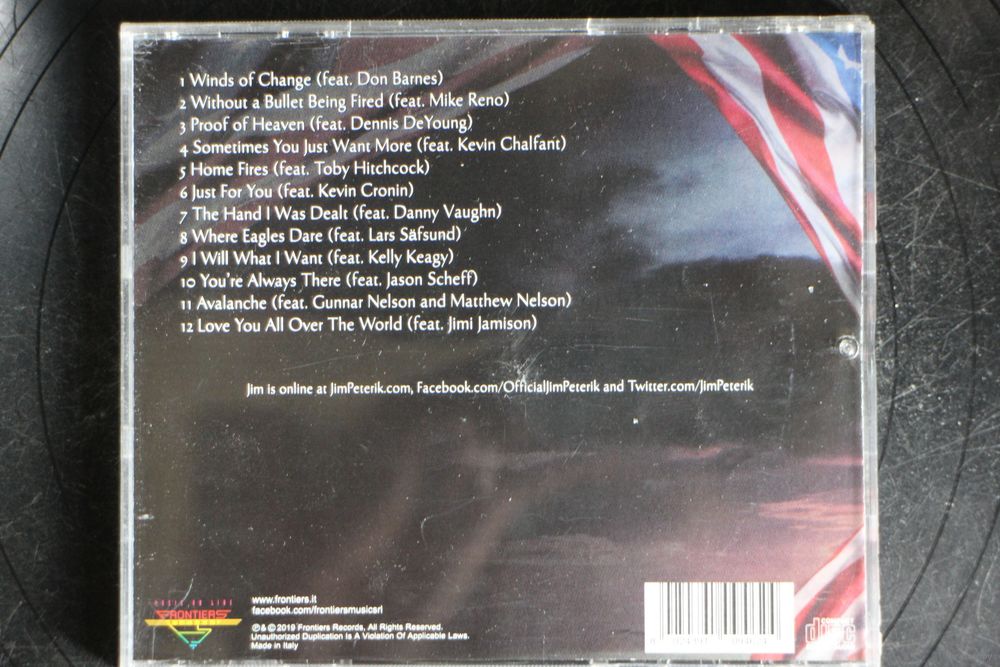 1 Winds of Change (feat. Don Barnes)
2 Without a Bullet Being Fired (feat. Mike Reno)
3 Proof of Heaven (feat. Dennis DeYoung)
4 Sometimes You Just Want More (feat. Kevin Chalfant)
5 Home Fires (feat. Toby Hitchcock)
6 Just For You (feat. Kevin Cronin)
7 The Hand I Was Dealt (feat. Danny Vaughn)
8 Where Eagles Dare (feat. Lars Säfsund)
9 I Will What I Want (feat. Kelly Keagy)
10 You're Always There (feat. Jason Scheff)
11 Avalanche (feat. Gunnar Nelson and Matthew Nelson)
12 Love You All Over The World (feat. Jimi Jamison)
Jim is online at JimPeterik.com, Facebook.com/OfficialJimPeterik and Twitter.com/JimPeterik
FRONTIERS
www.frontiers.it
facebook.com/frontiersmusicsrl
℗ & © 2019 Frontiers Records, All Rights Reserved.
Unauthorized Duplication Is A Violation Of Applicable Laws.
Made in Italy
COMPACT
disc